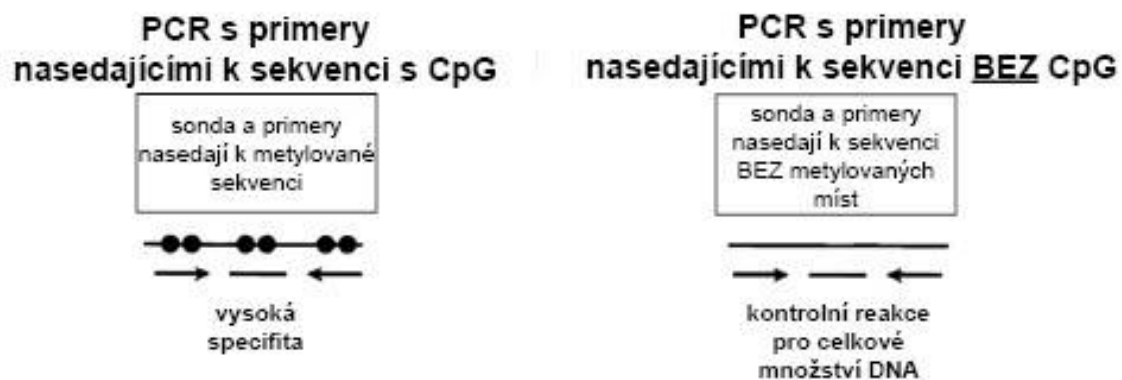 PCR s primery
nasedajícími k sekvenci s CpG
sonda a primery
nasedají k metylované
sekvenci
vysoká
specifita
PCR s primery
nasedajícími k sekvenci BEZ CpG
sonda a primery
nasedají k sekvenci
BEZ metylovaných
míst
kontrolní reakce
pro celkové
množství DNA